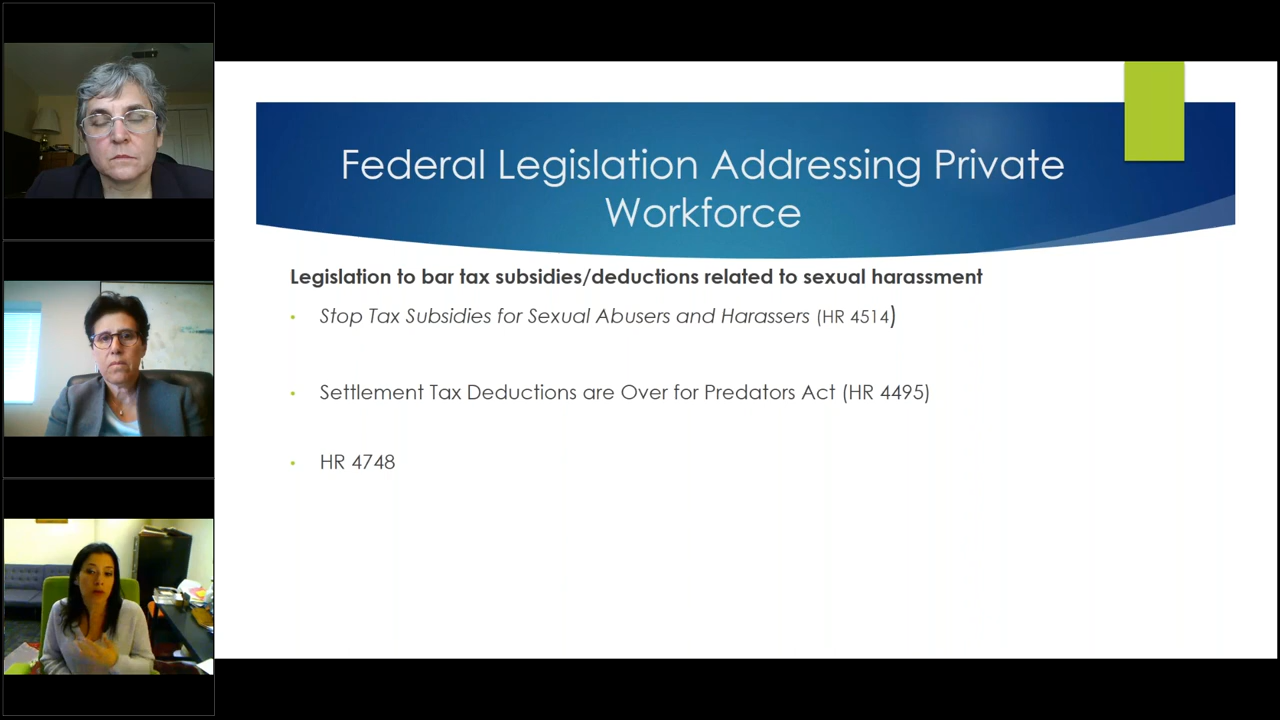 Federal Legislation Addressing Private
Workforce
Legislation to bar tax subsidies/deductions related to sexual harassment
• Stop Tax Subsidies for Sexual Abusers and Harassers (HR 4514)
• Settlement Tax Deductions are Over for Predators Act (HR 4495)
• HR 4748